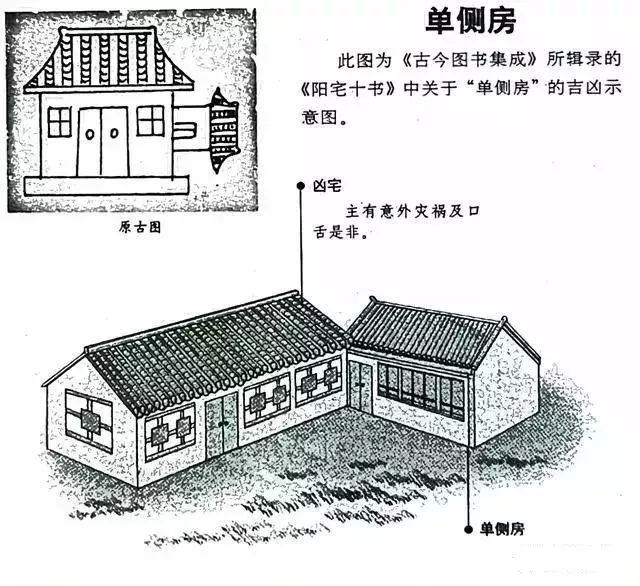 单侧房
此图为《古今图书集成》所辑录的
《阳宅十书》中关于“单侧房”的吉凶示
意图。
原古图
凶宅
主有意外灾祸及口
舌是非。
单侧房